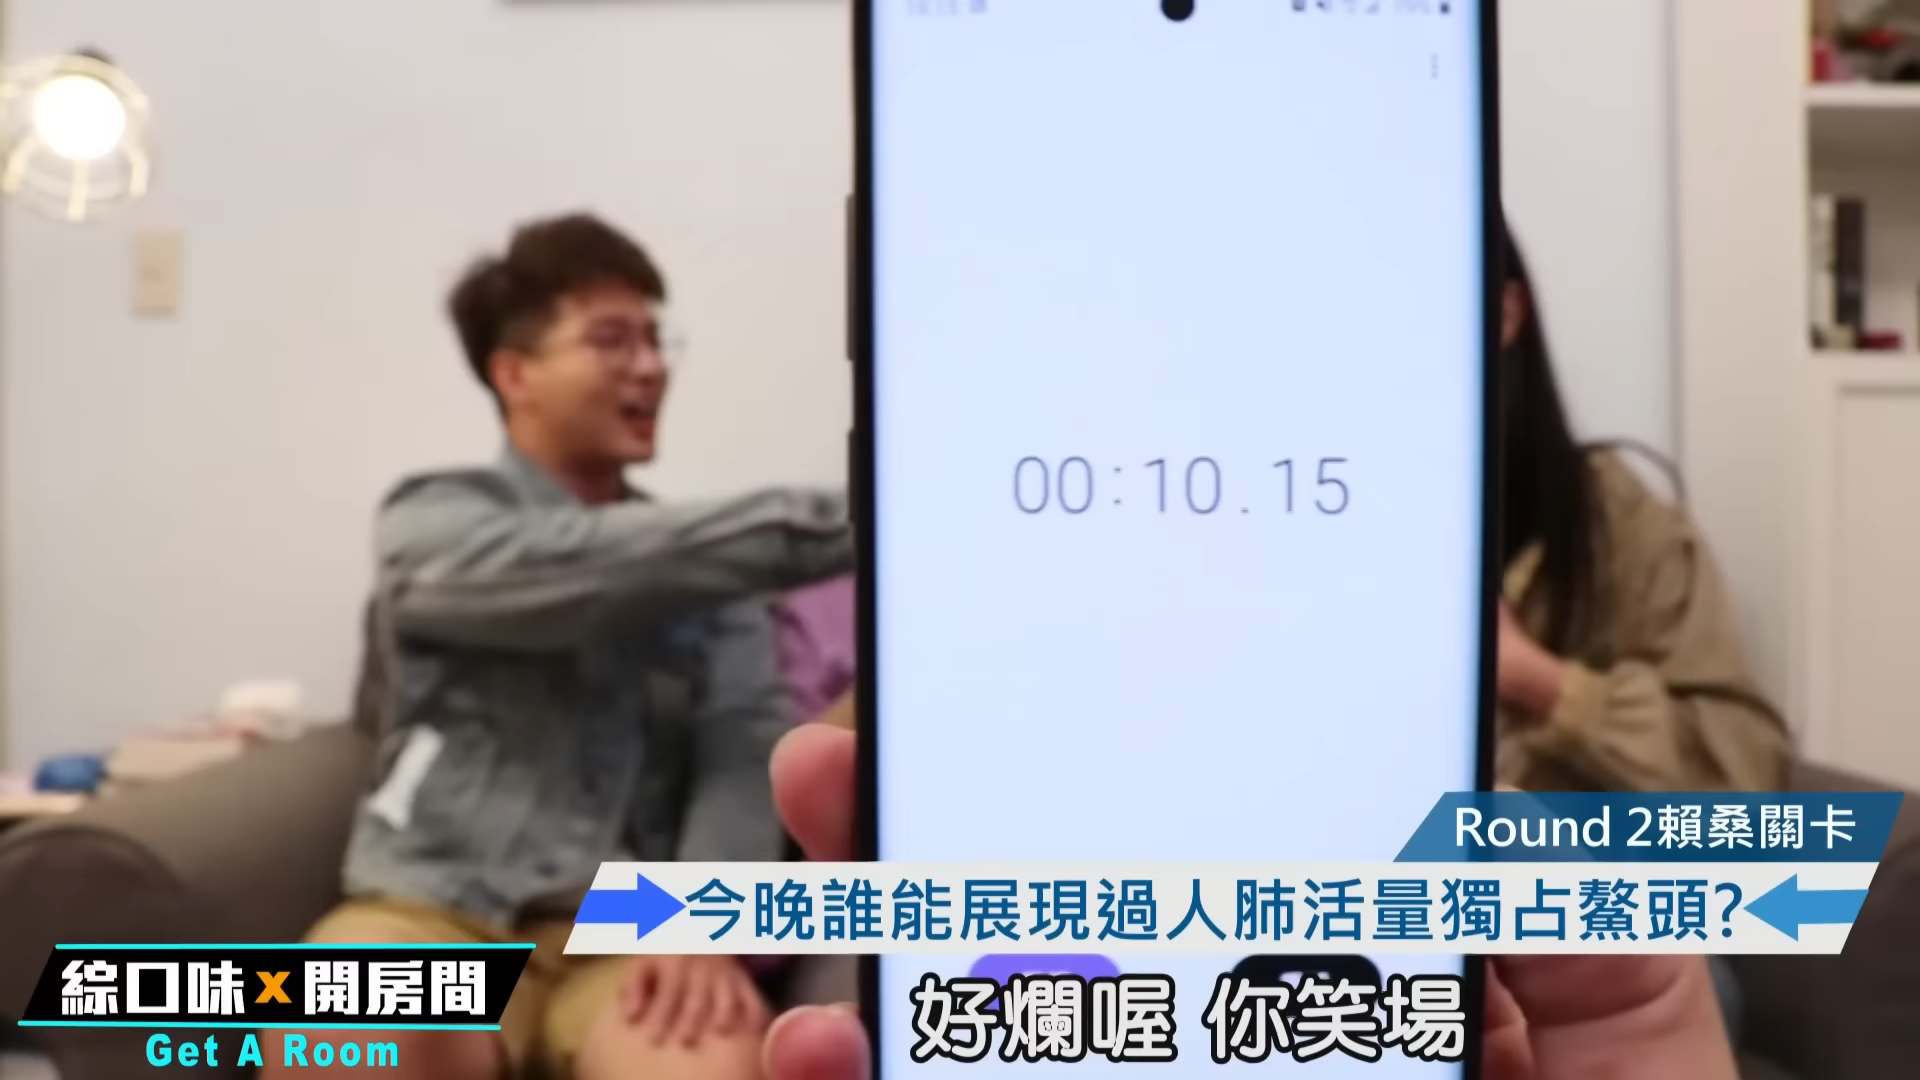 00:10.15
Round 2賴桑關卡
今晚誰能展現過人肺活量獨占鰲頭?
綜口味x開房間
Get A Room
好爛喔 你笑場